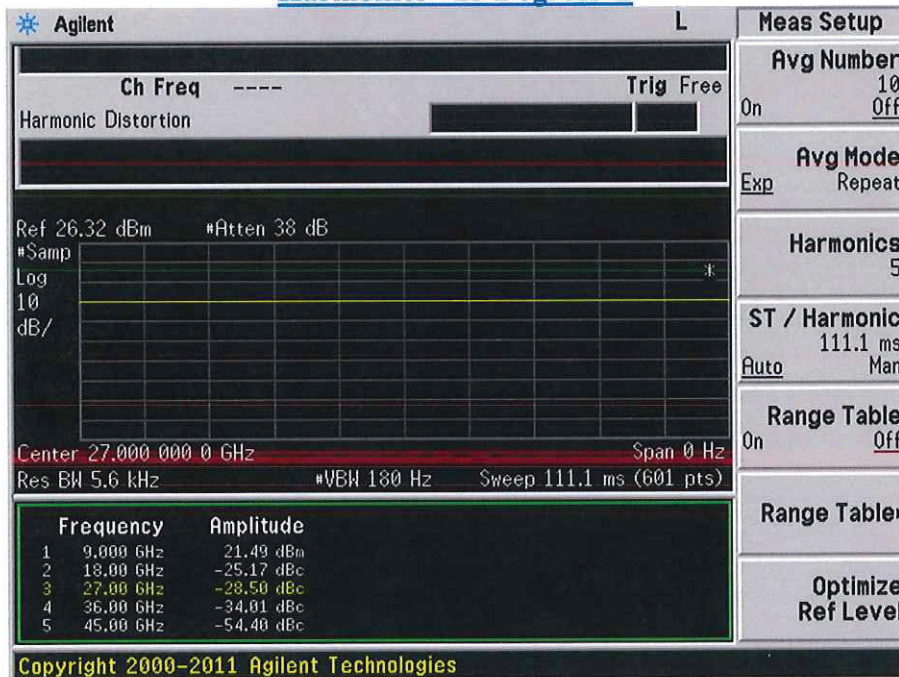 Agilent L Meas Setup
Ch Freq ---- Trig Free
Harmonic Distortion
Ref 26.32 dBm #Atten 38 dB
#Samp
Log
10
dB/
*
Center 27.000 000 0 GHz Span 0 Hz
Res BW 5.6 kHz #VBW 180 Hz Sweep 111.1 ms (601 pts)
Frequency Amplitude
1 9.000 GHz 21.49 dBm
2 18.00 GHz -25.17 dBc
3 27.00 GHz -28.50 dBc
4 36.00 GHz -34.01 dBc
5 45.00 GHz -54.40 dBc
Copyright 2000-2011 Agilent Technologies
Avg Number
10
On Off
Avg Mode
Exp Repeat
Harmonics
5
ST / Harmonic
111.1 ms
Auto Man
Range Table
On Off
Range Table
Optimize
Ref Level